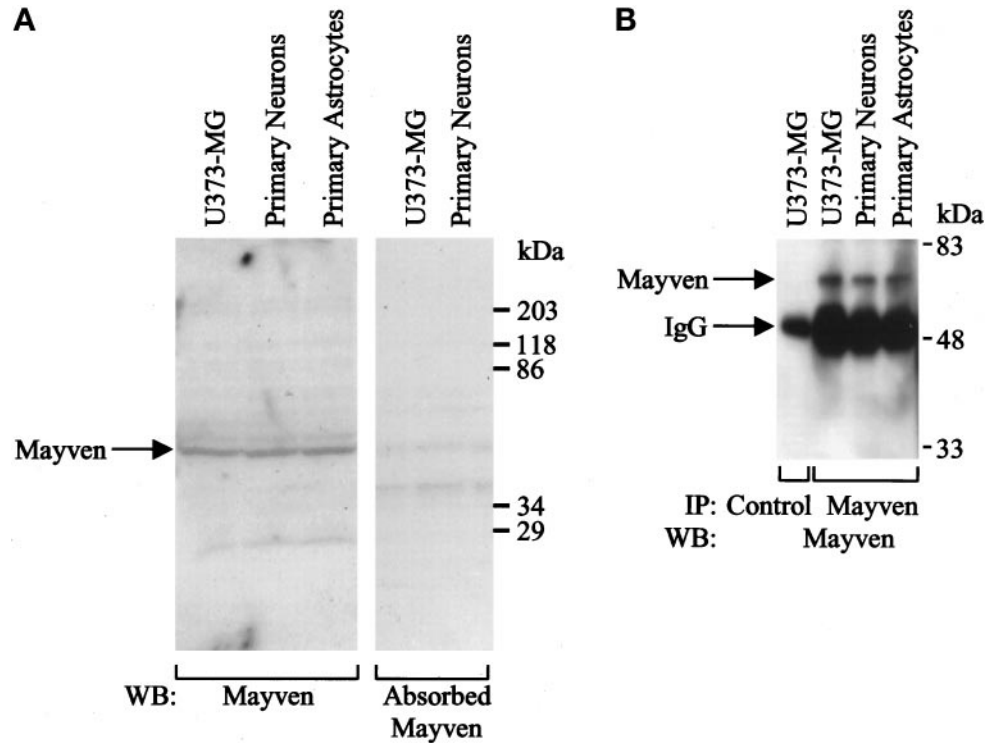 A
U373-MG
Primary Neurons
Primary Astrocytes
U373-MG
Primary Neurons
kDa
203
118
86
Mayven
34
29
WB: Mayven
Absorbed
Mayven
B
U373-MG
U373-MG
Primary Neurons
Primary Astrocytes
kDa
83
Mayven
IgG
48
33
IP: Control Mayven
WB: Mayven